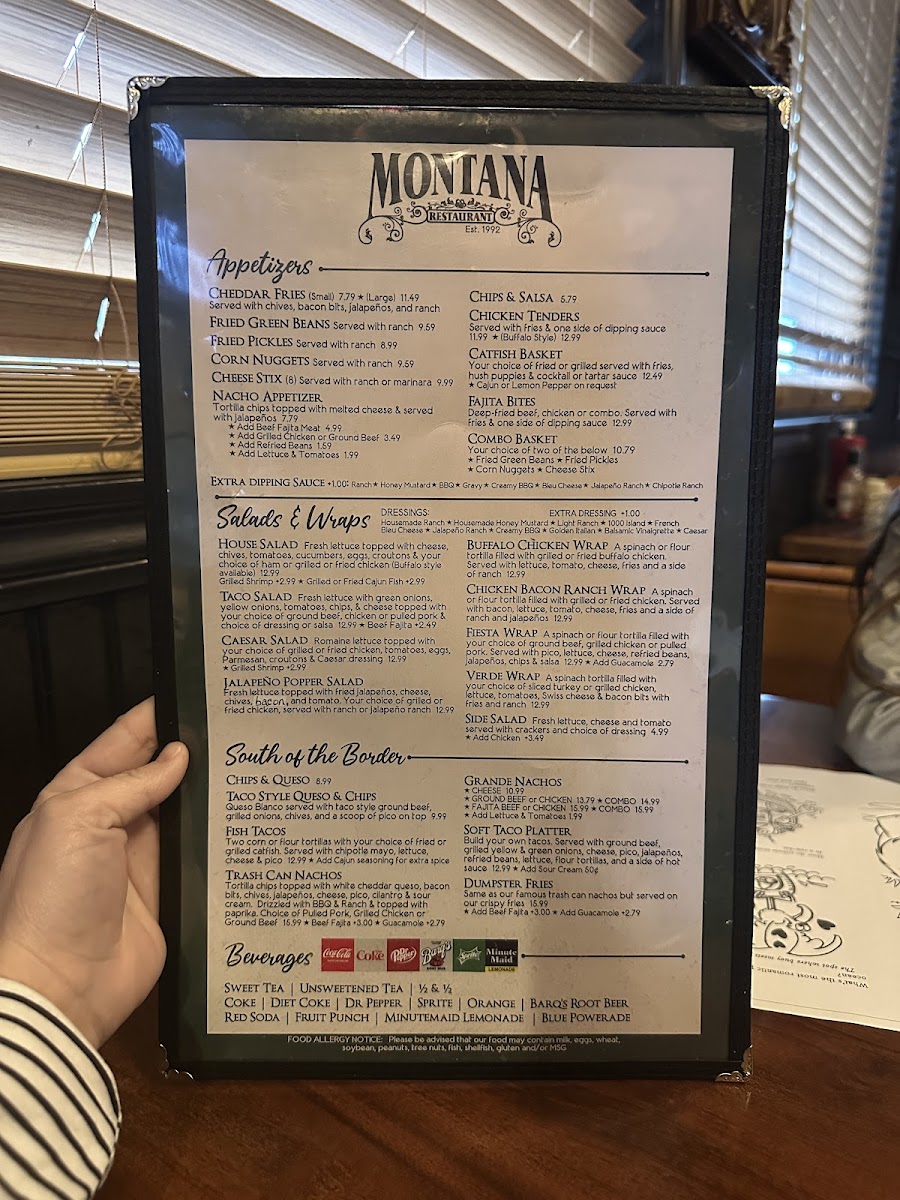 MONTANA
RESTAURANT
Est. 1992
Appetizers
CHEDDAR FRIES (Small) 7.79 ★ (Large) 11.49
Served with chives, bacon bits, jalapeños, and ranch
FRIED GREEN BEANS Served with ranch 9.59
FRIED PICKLES Served with ranch 8.99
CORN NUGGETS Served with ranch 9.59
CHEESE STIX (8) Served with ranch or marinara 9.99
NACHO APPETIZER
Tortilla chips topped with melted cheese & served
with jalapeños 7.79
★ Add Beef Fajita Meat 4.99
★ Add Grilled Chicken or Ground Beef 3.49
★ Add Refried Beans 1.59
★ Add Lettuce & Tomatoes 1.99
CHIPS & SALSA 5.79
CHICKEN TENDERS
Served with fries & one side of dipping sauce
11.99 ★ (Buffalo Style) 12.99
CATFISH BASKET
Your choice of fried or grilled served with fries,
hush puppies & cocktail or tartar sauce 12.49
★ Cajun or Lemon Pepper on request
FAJITA BITES
Deep-fried beef, chicken or combo. Served with
fries & one side of dipping sauce 12.99
COMBO BASKET
Your choice of two of the below 10.79
★ Fried Green Beans ★ Fried Pickles
★ Corn Nuggets ★ Cheese Stix
EXTRA DIPPING SAUCE +1.00: Ranch ★ Honey Mustard ★ BBQ ★ Gravy ★ Creamy BBQ ★ Bleu Cheese ★ Jalapeño Ranch ★ Chipotle Ranch
Salads & Wraps
DRESSINGS: EXTRA DRESSING +1.00
Housemade Ranch ★ Housemade Honey Mustard ★ Light Ranch ★ 1000 Island ★ French
Bleu Cheese ★ Jalapeño Ranch ★ Creamy BBQ ★ Golden Italian ★ Balsamic Vinaigrette ★ Caesar
HOUSE SALAD Fresh lettuce topped with cheese,
chives, tomatoes, cucumbers, eggs, croutons & your
choice of ham or grilled or fried chicken (Buffalo style
available) 12.99
Grilled Shrimp +2.99 ★ Grilled or Fried Cajun Fish +2.99
TACO SALAD Fresh lettuce with green onions,
yellow onions, tomatoes, chips, & cheese topped with
your choice of ground beef, chicken or pulled pork &
choice of dressing or salsa 12.99 ★ Beef Fajita +2.49
CAESAR SALAD Romaine lettuce topped with
your choice of grilled or fried chicken, tomatoes, eggs,
Parmesan, croutons & Caesar dressing 12.99
★ Grilled Shrimp +2.99
JALAPEÑO POPPER SALAD
Fresh lettuce topped with fried jalapeños, cheese,
chives, bacon, and tomato. Your choice of grilled or
fried chicken, served with ranch or jalapeño ranch 12.99
BUFFALO CHICKEN WRAP A spinach or flour
tortilla filled with grilled or fried buffalo chicken.
Served with lettuce, tomato, cheese, fries and a side
of ranch 12.99
CHICKEN BACON RANCH WRAP A spinach
or flour tortilla filled with grilled or fried chicken. Served
with bacon, lettuce, tomato, cheese, fries and a side of
ranch and jalapeños 12.99
FIESTA WRAP A spinach or flour tortilla filled with
your choice of ground beef, grilled chicken or pulled
pork. Served with pico, lettuce, cheese, refried beans,
jalapeños, chips & salsa 12.99 ★ Add Guacamole 2.79
VERDE WRAP A spinach tortilla filled with
your choice of sliced turkey or grilled chicken,
lettuce, tomatoes, Swiss cheese & bacon bits with
fries and ranch 12.99
SIDE SALAD Fresh lettuce, cheese and tomato
served with crackers and choice of dressing 4.99
★ Add Chicken +3.49
South of the Border
CHIPS & QUESO 8.99
TACO STYLE QUESO & CHIPS
Queso Blanco served with taco style ground beef,
grilled onions, chives, and a scoop of pico on top 9.99
FISH TACOS
Two corn or flour tortillas with your choice of fried or
grilled catfish. Served with chipotle mayo, lettuce,
cheese & pico 12.99 ★ Add Cajun seasoning for extra spice
TRASH CAN NACHOS
Tortilla chips topped with white cheddar queso, bacon
bits, chives, jalapeños, cheese, pico, cilantro & sour
cream. Drizzled with BBQ & Ranch & topped with
paprika. Choice of Pulled Pork, Grilled Chicken or
Ground Beef 15.99 ★ Beef Fajita +3.00 ★ Guacamole +2.79
GRANDE NACHOS
★ CHEESE 10.99
★ GROUND BEEF or CHICKEN 13.79 ★ COMBO 14.99
★ FAJITA BEEF or CHICKEN 15.99 ★ COMBO 15.99
★ Add Lettuce & Tomatoes 1.99
SOFT TACO PLATTER
Build your own tacos. Served with ground beef,
grilled yellow & green onions, cheese, pico, jalapeños,
refried beans, lettuce, flour tortillas, and a side of hot
sauce 12.99 ★ Add Sour Cream 50¢
DUMPSTER FRIES
Same as our famous trash can nachos but served on
our crispy fries 15.99
★ Add Beef Fajita +3.00 ★ Add Guacamole +2.79
Beverages
Coca-Cola
Coke
Dr Pepper
Barq's
Sprite
Minute
Maid
LEMONADE
SWEET TEA | UNSWEETENED TEA | ½ & ½
COKE | DIET COKE | DR PEPPER | SPRITE | ORANGE | BARQ'S ROOT BEER
RED SODA | FRUIT PUNCH | MINUTEMAID LEMONADE | BLUE POWERADE
FOOD ALLERGY NOTICE: Please be advised that our food may contain milk, eggs, wheat,
soybean, peanuts, tree nuts, fish, shellfish, gluten and/or MSG
What's the most romantic
ocean?
The spot where buoy meets